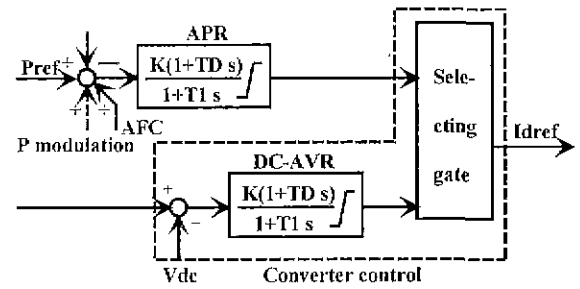 APR
Pref
+
−
K(1+TD s)
1+T1 s
+
+
AFC
P modulation
Sele-
cting
gate
Idref
DC-AVR
+
−
K(1+TD s)
1+T1 s
Vdc
Converter control